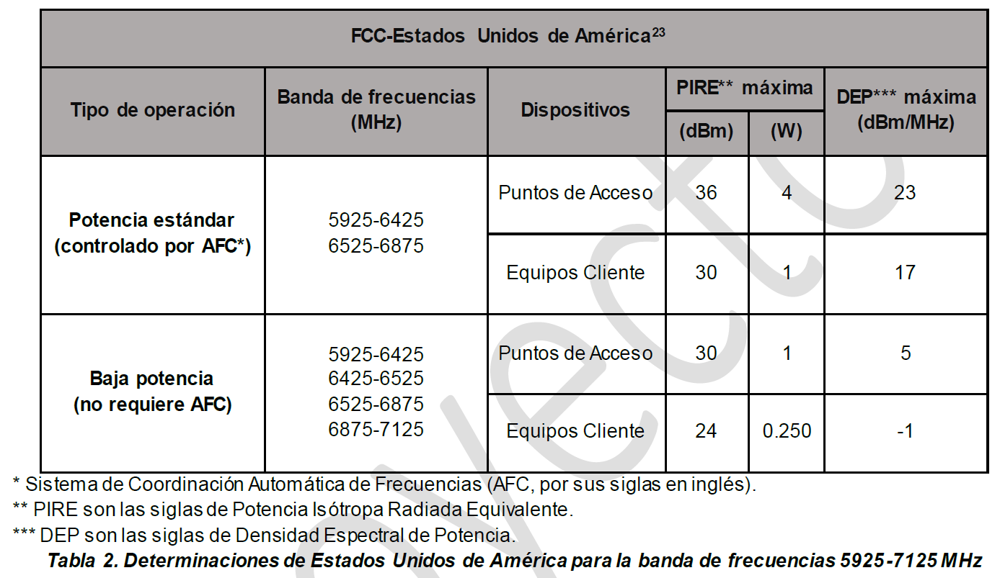 FCC-Estados Unidos de América23
Tipo de operación
Banda de frecuencias
(MHz)
Dispositivos
PIRE** máxima
(dBm)
(W)
DEP*** máxima
(dBm/MHz)
Potencia estándar
(controlado por AFC*)
5925-6425
6525-6875
Puntos de Acceso
36
4
23
Equipos Cliente
30
1
17
Baja potencia
(no requiere AFC)
5925-6425
6425-6525
6525-6875
6875-7125
Puntos de Acceso
30
1
5
Equipos Cliente
24
0.250
-1
* Sistema de Coordinación Automática de Frecuencias (AFC, por sus siglas en inglés).
** PIRE son las siglas de Potencia Isótropa Radiada Equivalente.
*** DEP son las siglas de Densidad Espectral de Potencia.
Tabla 2. Determinaciones de Estados Unidos de América para la banda de frecuencias 5925-7125 MHz